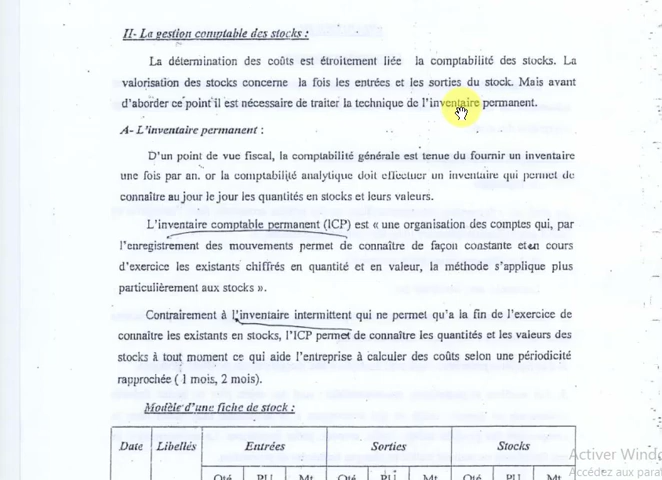 II- La gestion comptable des stocks :
La détermination des coûts est étroitement liée la comptabilité des stocks. La
valorisation des stocks concerne la fois les entrées et les sorties du stock. Mais avant
d'aborder ce point il est nécessaire de traiter la technique de l'inventaire permanent.
A- L'inventaire permanent :
D'un point de vue fiscal, la comptabilité générale est tenue du fournir un inventaire
une fois par an. or la comptabilité analytique doit effectuer un inventaire qui permet de
connaître au jour le jour les quantités en stocks et leurs valeurs.
L'inventaire comptable permanent (ICP) est « une organisation des comptes qui, par
l'enregistrement des mouvements permet de connaître de façon constante et en cours
d'exercice les existants chiffrés en quantité et en valeur, la méthode s'applique plus
particulièrement aux stocks ».
Contrairement à l'inventaire intermittent qui ne permet qu'a la fin de l'exercice de
connaître les existants en stocks, l'ICP permet de connaître les quantités et les valeurs des
stocks à tout moment ce qui aide l'entreprise à calculer des coûts selon une périodicité
rapprochée ( 1 mois, 2 mois).
Modèle d'une fiche de stock :
Date Libellés Entrées Sorties Stocks
Qté PU Mt Qté PU Mt Qté PU Mt
Activer Windo
Accédez aux para